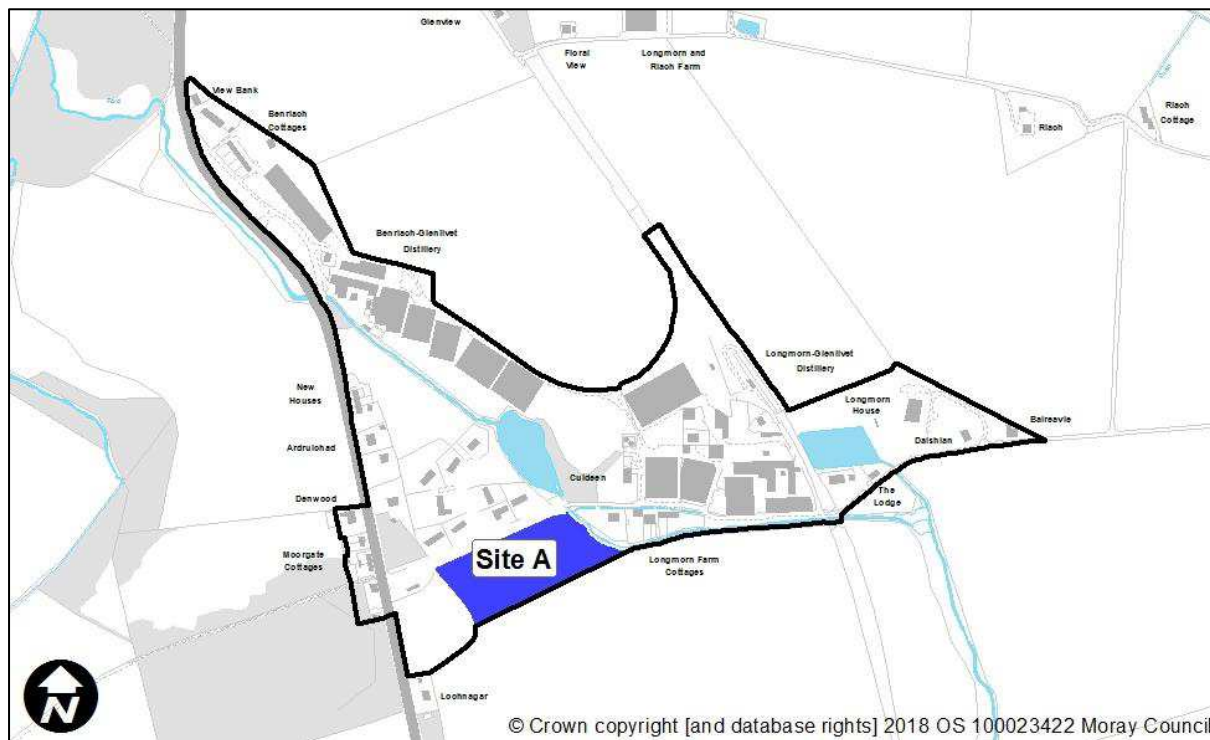 Glenview
Floral
View
Longmorn and
Riach Farm
Riach
Riach
Cottage
View Bank
Benriach
Cottages
Benriach-Glenlivet
Distillery
Longmorn-Glenlivet
Distillery
Longmorn
House
Balreavie
Dalshian
The
Lodge
New
Houses
Culdeen
Denwood
Moorgate
Cottages
Site A
Longmorn Farm
Cottages
Lochnagar
N
© Crown copyright [and database rights] 2018 OS 100023422 Moray Council